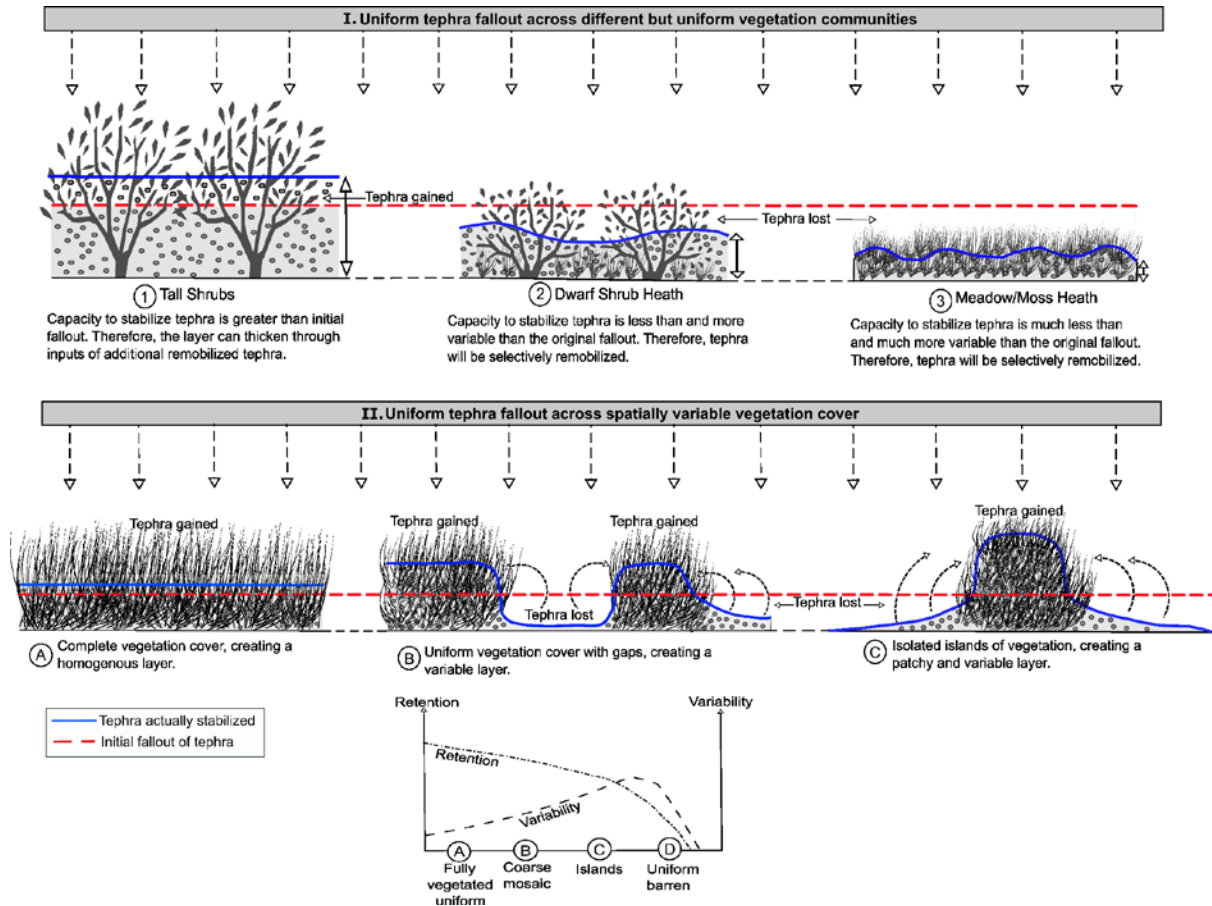 I. Uniform tephra fallout across different but uniform vegetation communities
Tephra gained
Tephra lost
1 Tall Shrubs
Capacity to stabilize tephra is greater than initial
fallout. Therefore, the layer can thicken through
inputs of additional remobilized tephra.
2 Dwarf Shrub Heath
Capacity to stabilize tephra is less than and more
variable than the original fallout. Therefore, tephra
will be selectively remobilized.
3 Meadow/Moss Heath
Capacity to stabilize tephra is much less than
and much more variable than the original fallout.
Therefore, tephra will be selectively remobilized.
II. Uniform tephra fallout across spatially variable vegetation cover
Tephra gained
Tephra gained
Tephra gained
Tephra gained
Tephra lost
Tephra lost
A Complete vegetation cover, creating a
homogenous layer.
B Uniform vegetation cover with gaps, creating a
variable layer.
C Isolated islands of vegetation, creating a
patchy and variable layer.
Tephra actually stabilized
Initial fallout of tephra
Retention
Variability
Retention
Variability
A
B
C
D
Fully
vegetated
uniform
Coarse
mosaic
Islands
Uniform
barren